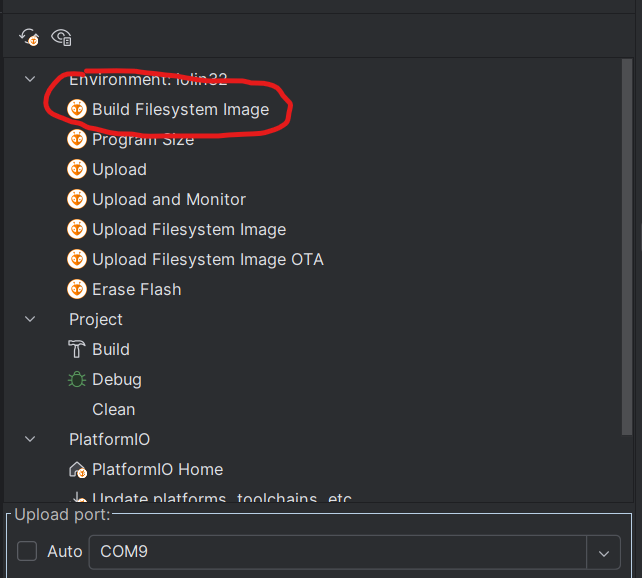 Environment: lolin32
Build Filesystem Image
Program Size
Upload
Upload and Monitor
Upload Filesystem Image
Upload Filesystem Image OTA
Erase Flash
Project
Build
Debug
Clean
PlatformIO
PlatformIO Home
Update platforms, toolchains, etc
Upload port:
Auto COM9